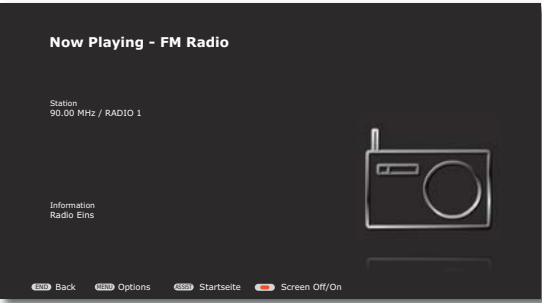 Now Playing - FM Radio
Station
90.00 MHz / RADIO 1
Information
Radio Eins
END Back MENU Options ASSIST Startseite Screen Off/On